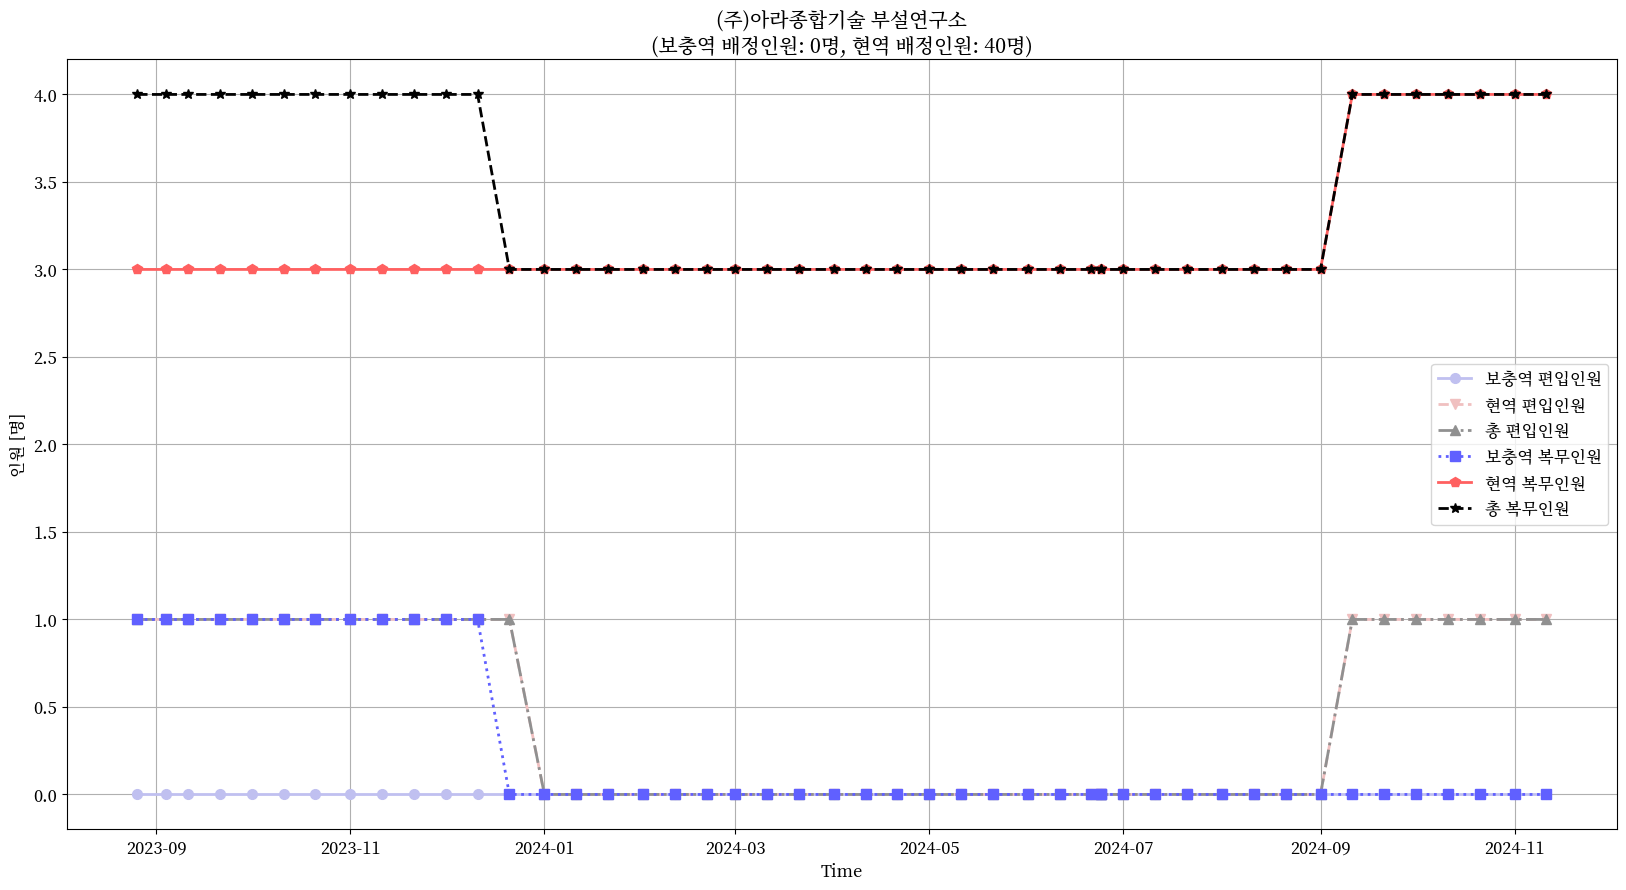 (주)아라종합기술 부설연구소
(보충역 배정인원: 0명, 현역 배정인원: 40명)
4.0
3.5
3.0
2.5
2.0
1.5
1.0
0.5
0.0
인원 [명]
보충역 편입인원
현역 편입인원
총 편입인원
보충역 복무인원
현역 복무인원
총 복무인원
2023-09 2023-11 2024-01 2024-03 2024-05 2024-07 2024-09 2024-11
Time